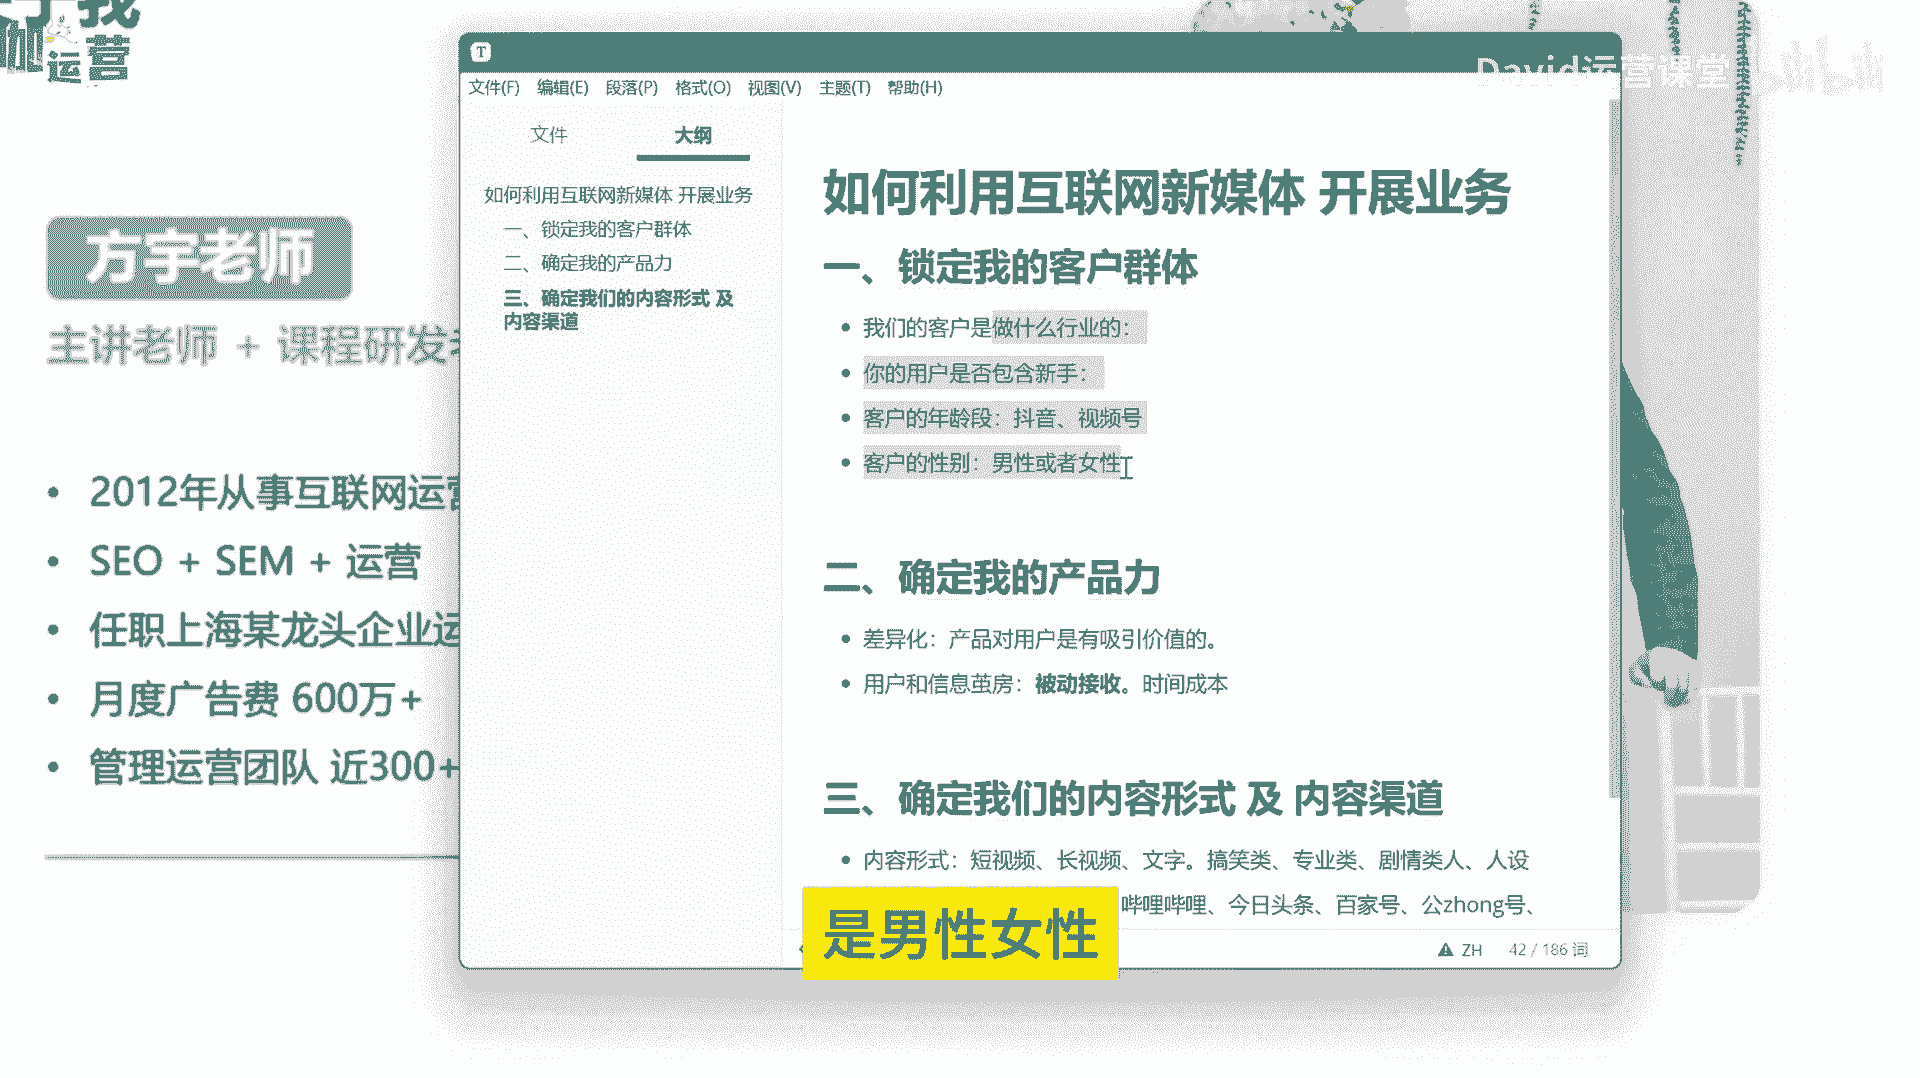 运营
方宇老师
主讲老师 + 课程研发
2012年从事互联网运营
SEO + SEM + 运营
任职上海某龙头企业运
月度广告费 600万+
管理运营团队 近300+
David运营课堂
bilibili
T
文件(F) 编辑(E) 段落(P) 格式(O) 视图(V) 主题(T) 帮助(H)
文件 大纲
如何利用互联网新媒体 开展业务
一、锁定我的客户群体
二、确定我的产品力
三、确定我们的内容形式 及
内容渠道
如何利用互联网新媒体 开展业务
一、锁定我的客户群体
我们的客户是做什么行业的：
你的用户是否包含新手：
客户的年龄段：抖音、视频号
客户的性别：男性或者女性
二、确定我的产品力
差异化：产品对用户是有吸引价值的。
用户和信息茧房：被动接收。时间成本
三、确定我们的内容形式 及 内容渠道
内容形式：短视频、长视频、文字。搞笑类、专业类、剧情类人、人设
哔哩哔哩、今日头条、百家号、公zhong号、
是男性女性
ZH 42 / 186 词